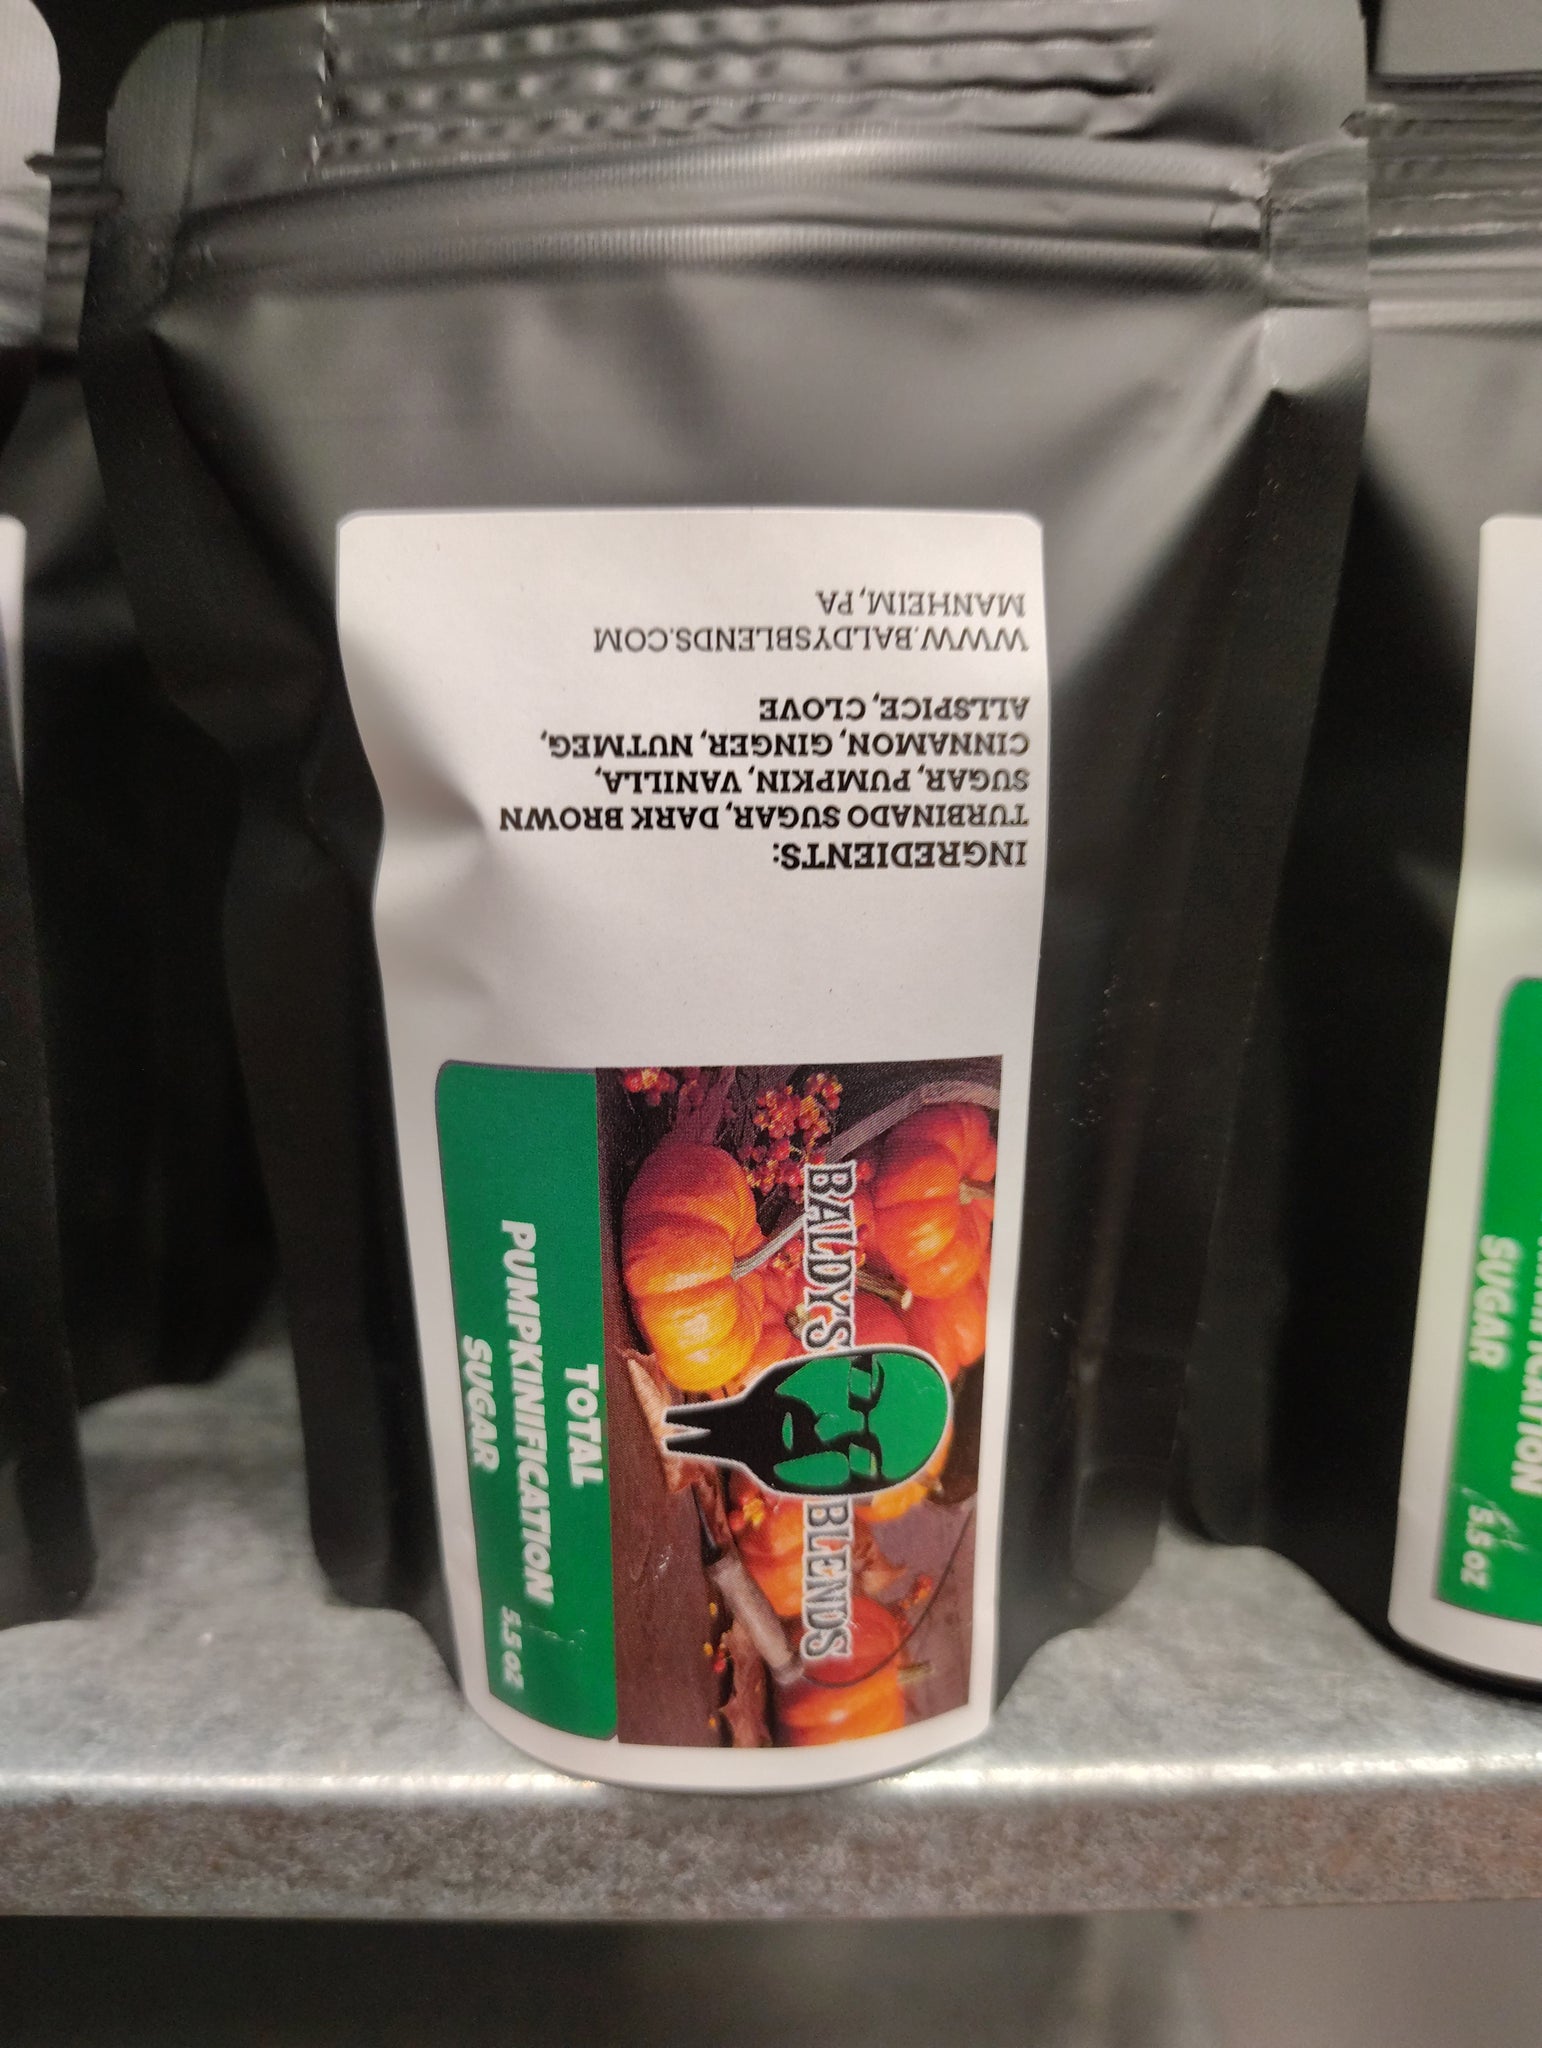 BALDY'S BLENDS
TOTAL
PUMPKINIFICATION
SUGAR
5.5 OZ
INGREDIENTS:
TURBINADO SUGAR, DARK BROWN
SUGAR, PUMPKIN, VANILLA,
CINNAMON, GINGER, NUTMEG,
ALLSPICE, CLOVE
WWW.BALDYSBLENDS.COM
MANHEIM, PA
SUGAR
5.5 OZ